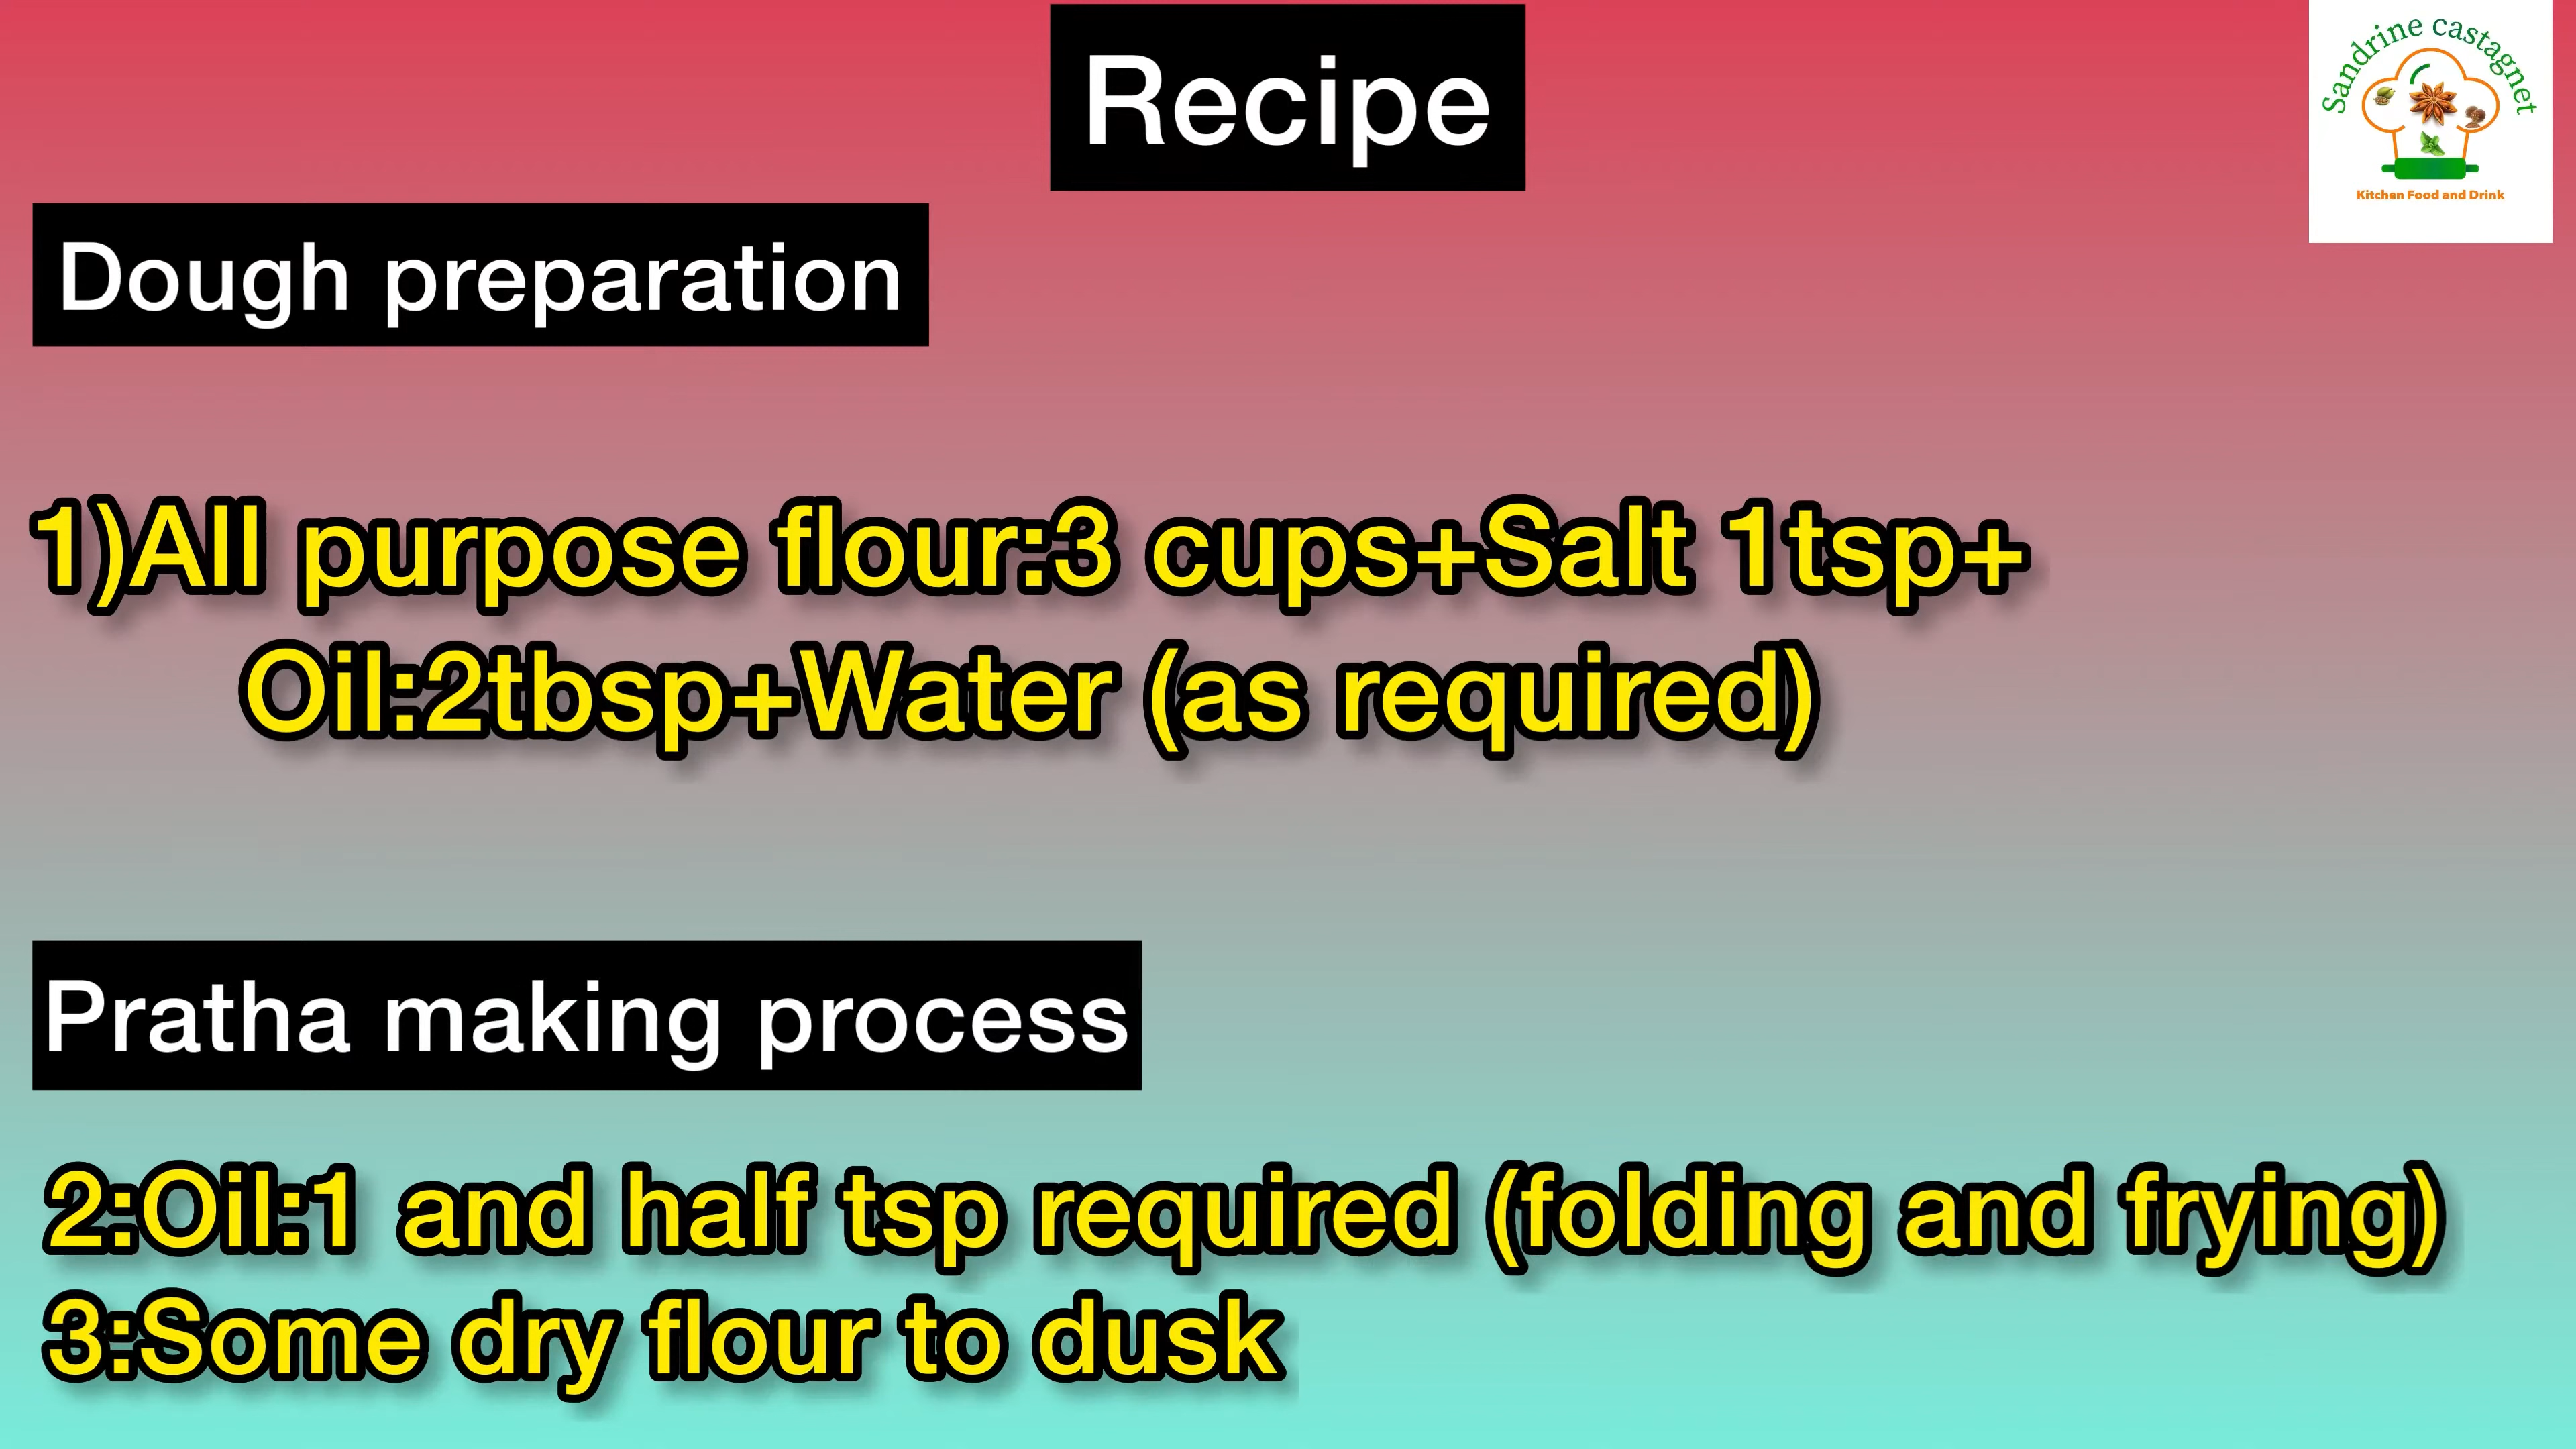 Recipe
Sandrine castagnet
Kitchen Food and Drink
Dough preparation
1)All purpose flour:3 cups+Salt 1tsp+
Oil:2tbsp+Water (as required)
Pratha making process
2:Oil:1 and half tsp required (folding and frying)
3:Some dry flour to dusk